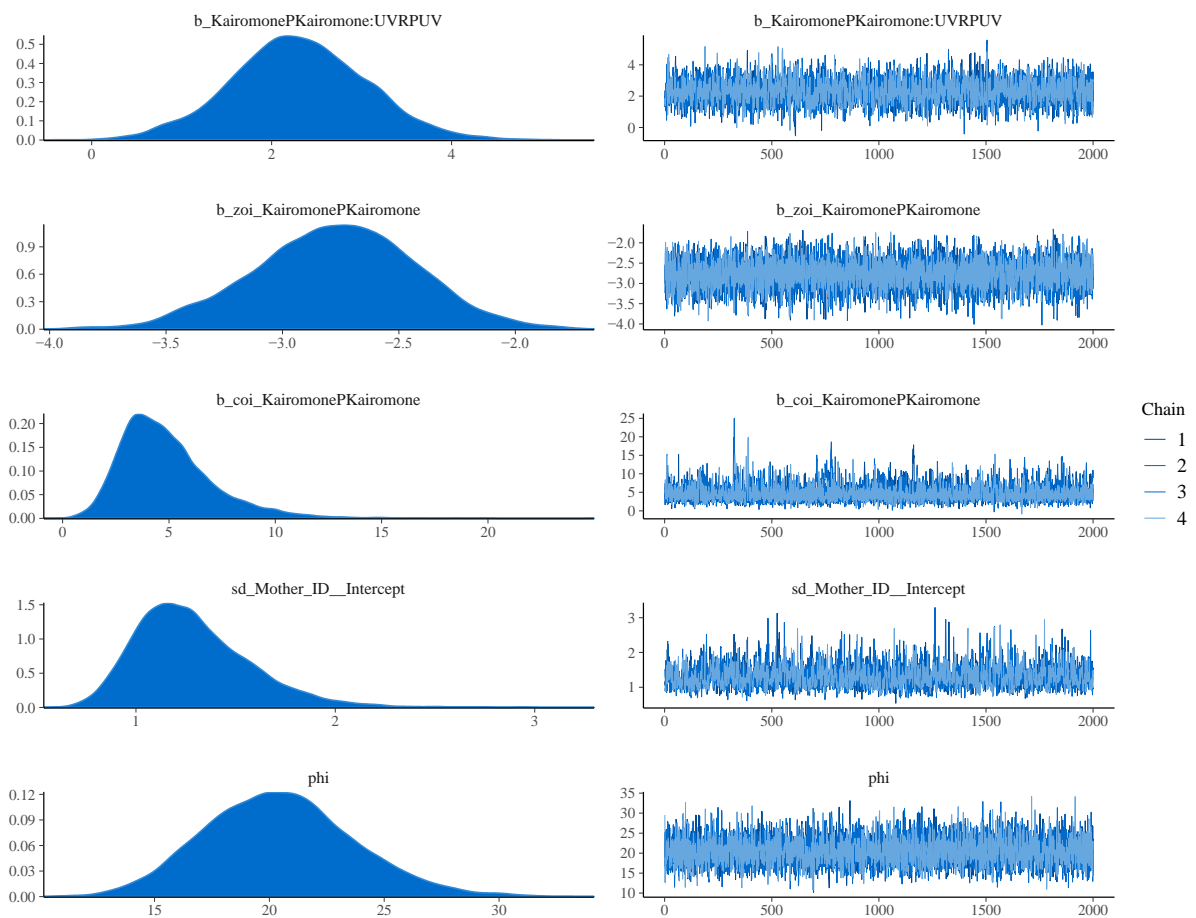 b_KairomonePKairomone:UVRPUV
0.5
0.4
0.3
0.2
0.1
0.0
0 2 4
b_KairomonePKairomone:UVRPUV
4
2
0
0 500 1000 1500 2000
b_zoi_KairomonePKairomone
0.9
0.6
0.3
0.0
−4.0 −3.5 −3.0 −2.5 −2.0
b_zoi_KairomonePKairomone
−2.0
−2.5
−3.0
−3.5
−4.0
0 500 1000 1500 2000
b_coi_KairomonePKairomone
0.20
0.15
0.10
0.05
0.00
0 5 10 15 20
b_coi_KairomonePKairomone
25
20
15
10
5
0
0 500 1000 1500 2000
sd_Mother_ID__Intercept
1.5
1.0
0.5
0.0
1 2 3
sd_Mother_ID__Intercept
3
2
1
0 500 1000 1500 2000
phi
0.12
0.09
0.06
0.03
0.00
15 20 25 30
phi
35
30
25
20
15
10
0 500 1000 1500 2000
Chain
1
2
3
4